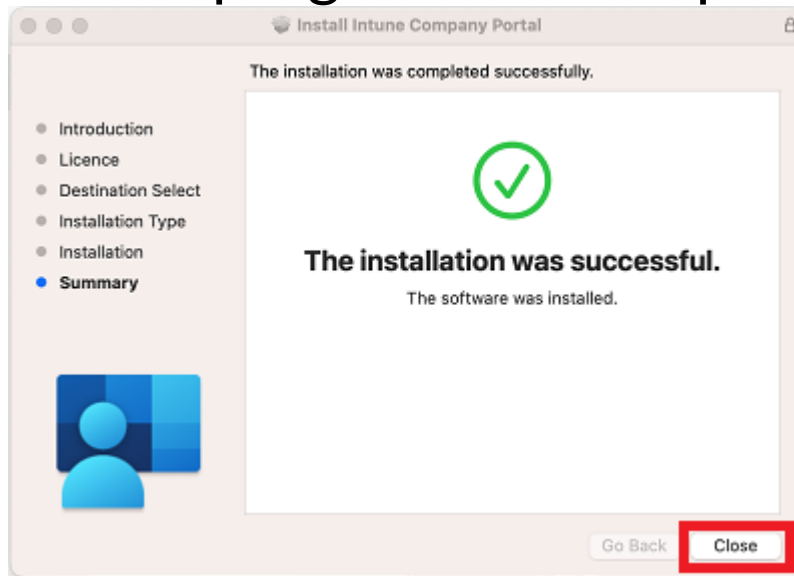 Install Intune Company Portal
The installation was completed successfully.
Introduction
Licence
Destination Select
Installation Type
Installation
Summary
The installation was successful.
The software was installed.
Go Back
Close